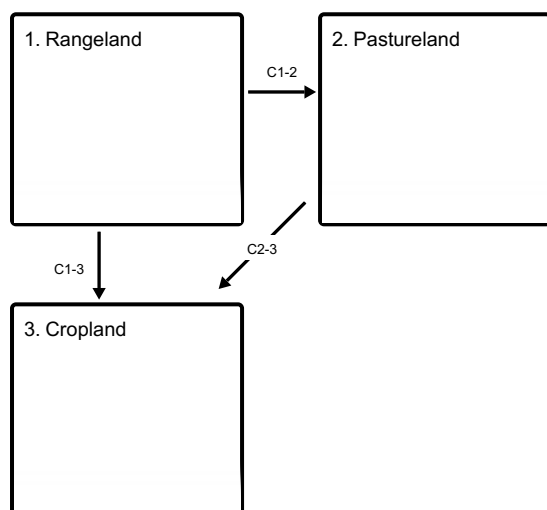 1. Rangeland
2. Pastureland
C1-2
C2-3
C1-3
3. Cropland